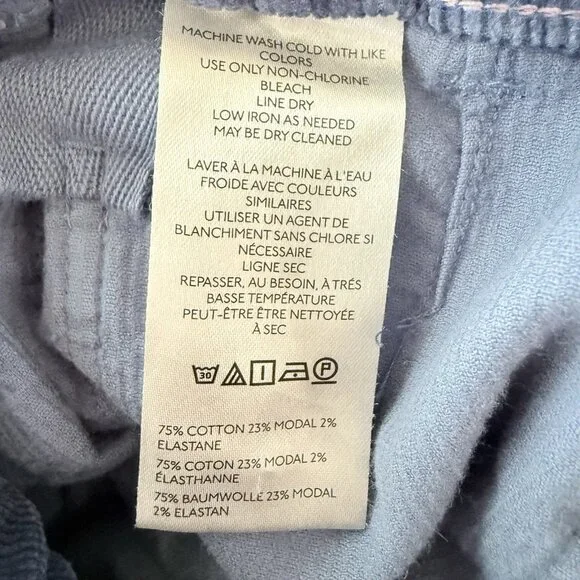 MACHINE WASH COLD WITH LIKE
COLORS
USE ONLY NON-CHLORINE
BLEACH
LINE DRY
LOW IRON AS NEEDED
MAY BE DRY CLEANED
LAVER À LA MACHINE À L'EAU
FROIDE AVEC COULEURS
SIMILAIRES
UTILISER UN AGENT DE
BLANCHIMENT SANS CHLORE SI
NÉCESSAIRE
LIGNE SEC
REPASSER, AU BESOIN, À TRÉS
BASSE TEMPÉRATURE
PEUT-ÊTRE ÊTRE NETTOYÉE
À SEC
30 P
75% COTTON 23% MODAL 2%
ELASTANE
75% COTON 23% MODAL 2%
ÉLASTHANNE
75% BAUMWOLLE 23% MODAL
2% ELASTAN